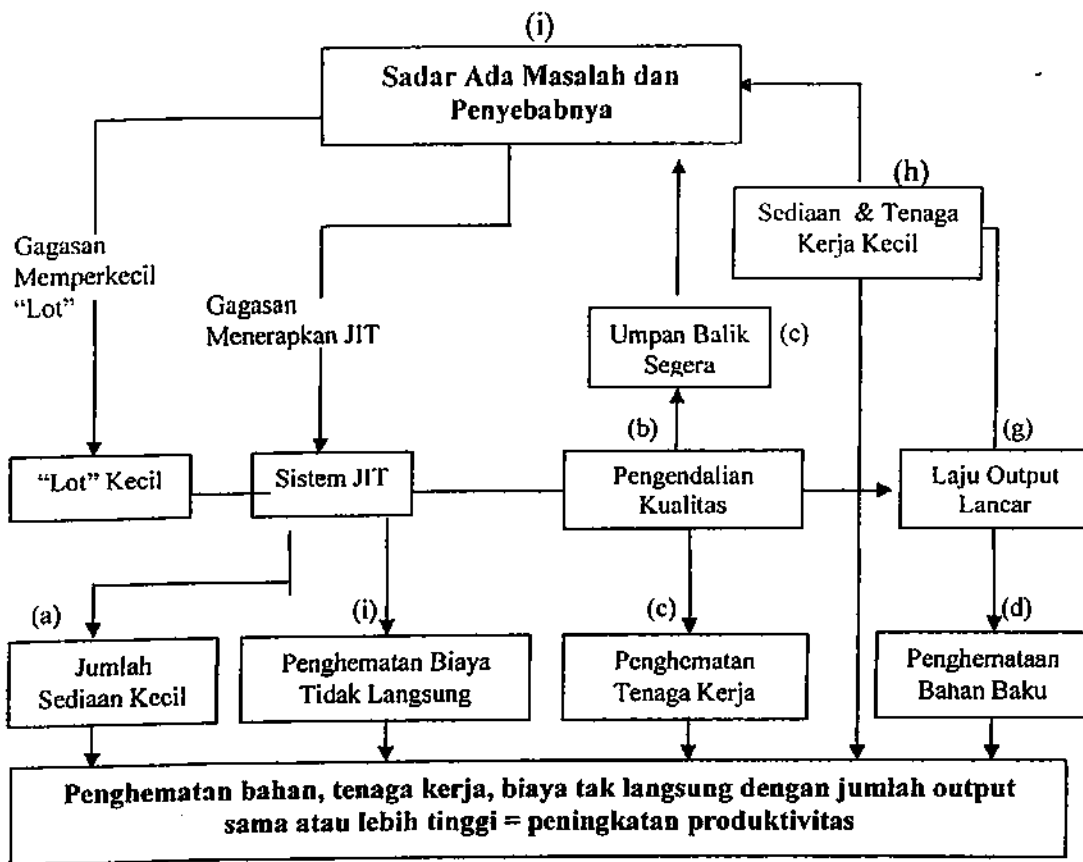 (i)
Sadar Ada Masalah dan
Penyebabnya
(h)
Sediaan & Tenaga
Kerja Kecil
Gagasan
Memperkecil
“Lot”
Gagasan
Menerapkan JIT
Umpan Balik
Segera
(c)
(b)
(g)
“Lot” Kecil
Sistem JIT
Pengendalian
Kualitas
Laju Output
Lancar
(a)
(i)
(c)
(d)
Jumlah
Sediaan Kecil
Penghematan Biaya
Tidak Langsung
Penghematan
Tenaga Kerja
Penghemataan
Bahan Baku
Penghematan bahan, tenaga kerja, biaya tak langsung dengan jumlah output
sama atau lebih tinggi = peningkatan produktivitas